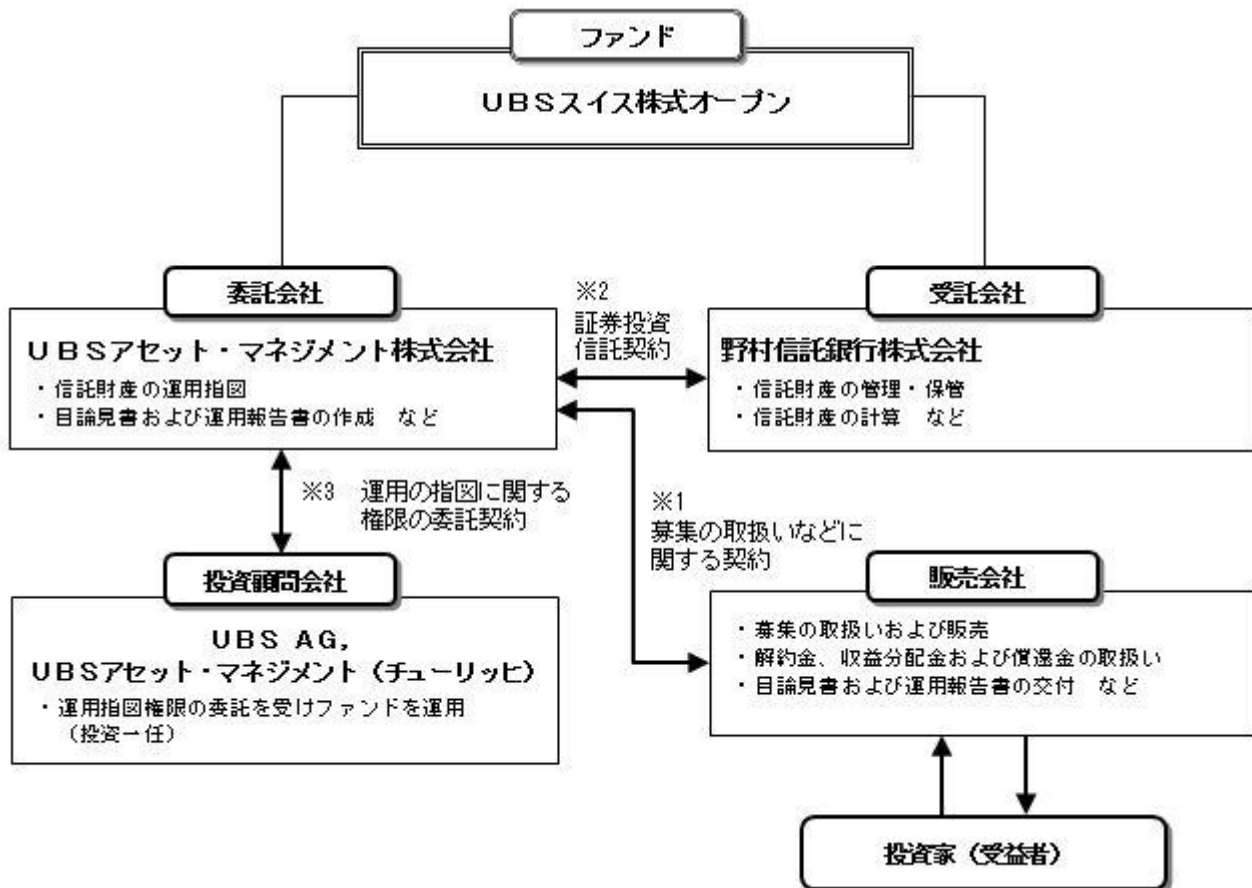 ファンド
UBSスイス株式オープン
委託会社
UBSアセット・マネジメント株式会社
・信託財産の運用指図
・目論見書および運用報告書の作成　など
※2
証券投資
信託契約
受託会社
野村信託銀行株式会社
・信託財産の管理・保管
・信託財産の計算　など
※3　運用の指図に関する
権限の委託契約
※1
募集の取扱いなどに
関する契約
投資顧問会社
UBS AG,
UBSアセット・マネジメント（チューリッヒ）
・運用指図権限の委託を受けファンドを運用
（投資一任）
販売会社
・募集の取扱いおよび販売
・解約金、収益分配金および償還金の取扱い
・目論見書および運用報告書の交付　など
投資家（受益者）